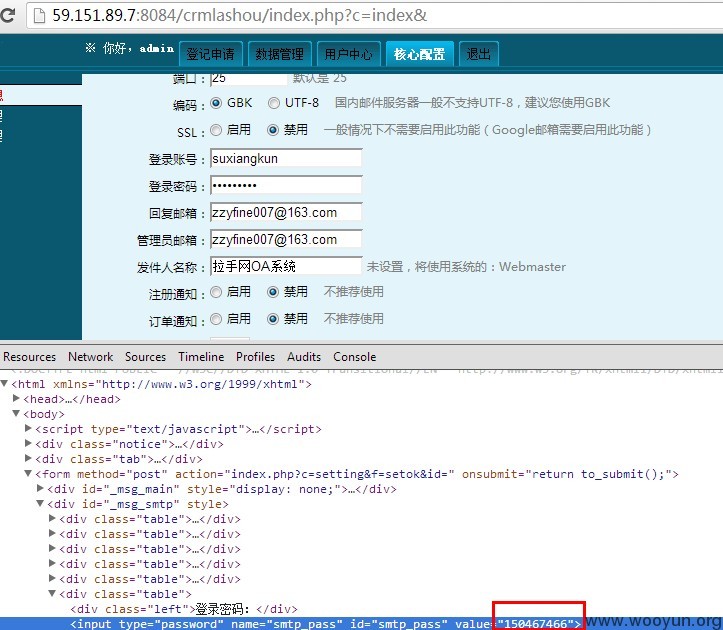 59.151.89.7:8084/crmlashou/index.php?c=index&
※ 你好，admin 登记申请 数据管理 用户中心 核心配置 退出
端口： 25 默认是 25
编码： GBK UTF-8 国内邮件服务器一般不支持UTF-8，建议您使用GBK
SSL： 启用 禁用 一般情况下不需要启用此功能（Google邮箱需要启用此功能）
登录账号： suxiangkun
登录密码： •••••••••
回复邮箱： zzyfine007@163.com
管理员邮箱： zzyfine007@163.com
发件人名称： 拉手网OA系统 未设置，将使用系统的：Webmaster
注册通知： 启用 禁用 不推荐使用
订单通知： 启用 禁用 不推荐使用
Resources Network Sources Timeline Profiles Audits Console
▼<html xmlns="http://www.w3.org/1999/xhtml">
▶<head>…</head>
▼<body>
▶<script type="text/javascript">…</script>
▶<div class="notice">…</div>
▶<div class="tab">…</div>
▼<form method="post" action="index.php?c=setting&f=setok&id=" onsubmit="return to_submit();">
▶<div id="_msg_main" style="display: none;">…</div>
▼<div id="_msg_smtp" style>
▶<div class="table">…</div>
▶<div class="table">…</div>
▶<div class="table">…</div>
▶<div class="table">…</div>
▶<div class="table">…</div>
▼<div class="table">
<div class="left">登录密码：</div>
<input type="password" name="smtp_pass" id="smtp_pass" value="150467466">
www.wooyun.org